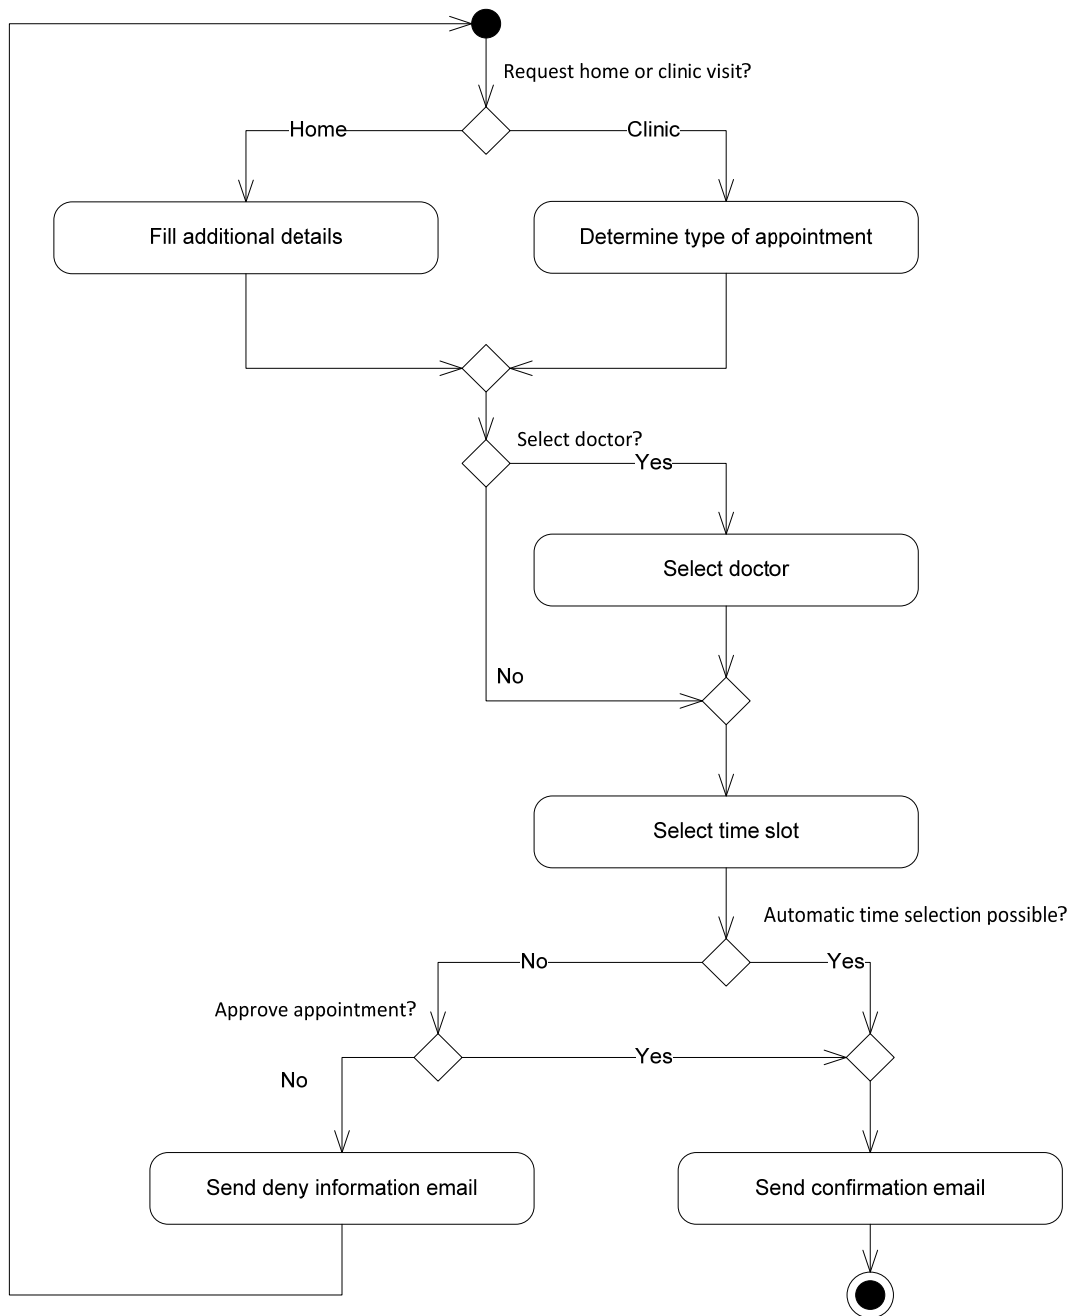 Request home or clinic visit?
Home
Clinic
Fill additional details
Determine type of appointment
Select doctor?
Yes
Select doctor
No
Select time slot
Automatic time selection possible?
No
Yes
Approve appointment?
Yes
No
Send deny information email
Send confirmation email